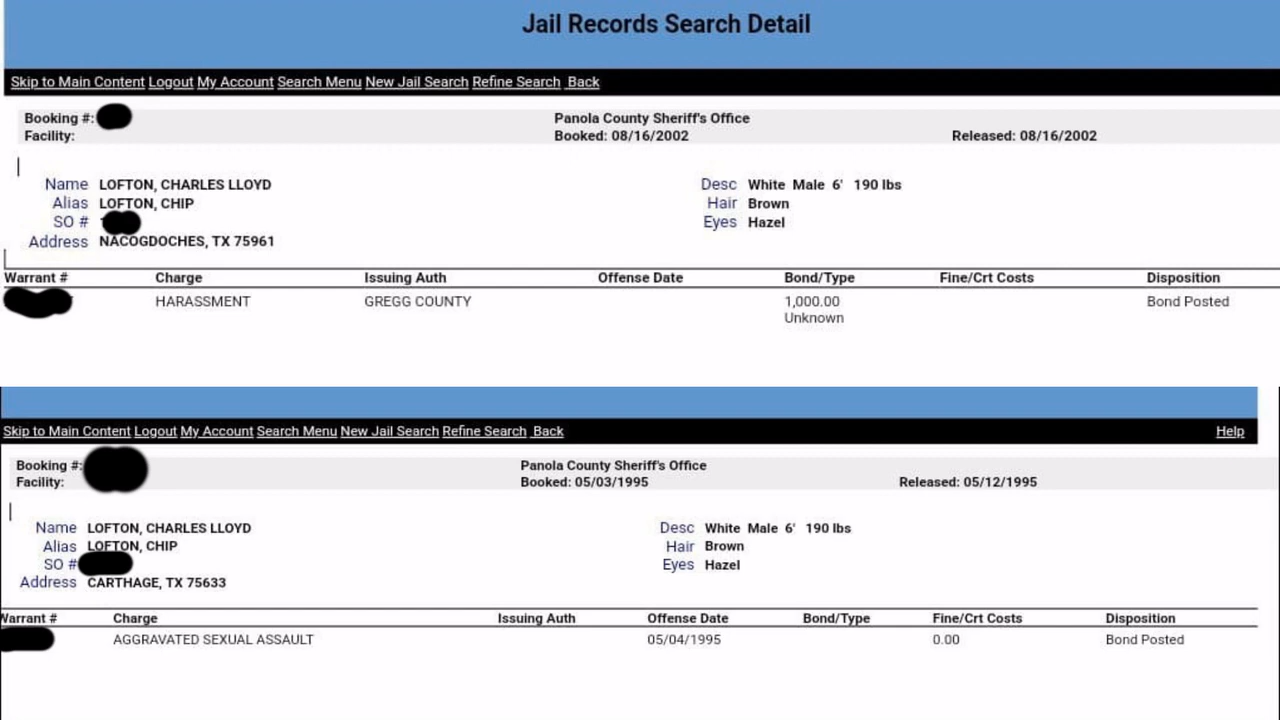 Jail Records Search Detail
Skip to Main Content Logout My Account Search Menu New Jail Search Refine Search Back
Booking #: Panola County Sheriff's Office
Facility: Booked: 08/16/2002 Released: 08/16/2002
Name LOFTON, CHARLES LLOYD Desc White Male 6' 190 lbs
Alias LOFTON, CHIP Hair Brown
SO # Eyes Hazel
Address NACOGDOCHES, TX 75961
Warrant # Charge Issuing Auth Offense Date Bond/Type Fine/Crt Costs Disposition
HARASSMENT GREGG COUNTY 1,000.00 Bond Posted
Unknown
Skip to Main Content Logout My Account Search Menu New Jail Search Refine Search Back Help
Booking #: Panola County Sheriff's Office
Facility: Booked: 05/03/1995 Released: 05/12/1995
Name LOFTON, CHARLES LLOYD Desc White Male 6' 190 lbs
Alias LOFTON, CHIP Hair Brown
SO # Eyes Hazel
Address CARTHAGE, TX 75633
Warrant # Charge Issuing Auth Offense Date Bond/Type Fine/Crt Costs Disposition
AGGRAVATED SEXUAL ASSAULT 05/04/1995 0.00 Bond Posted